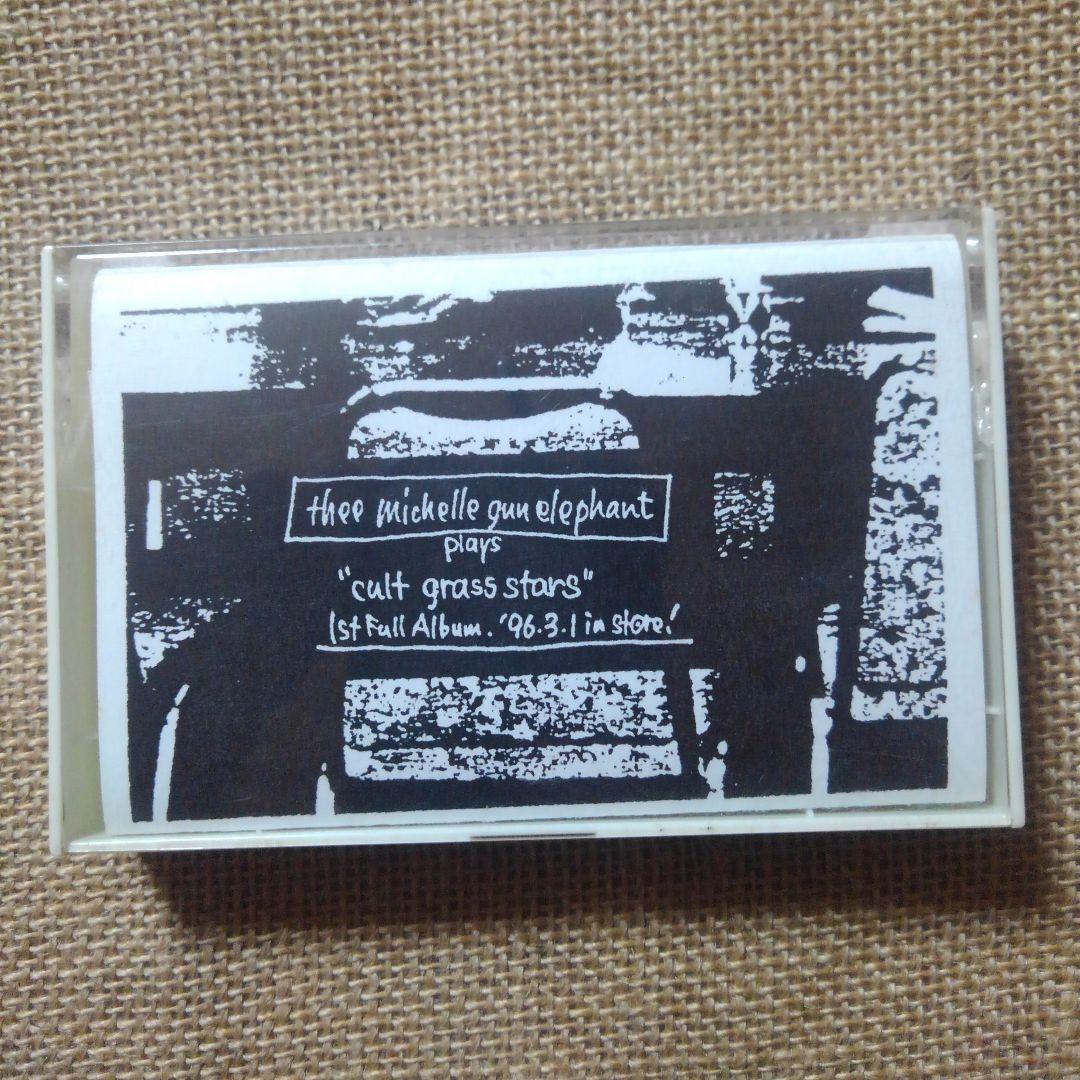 thee michelle gun elephant
plays
"cult grass stars"
1st Full Album. '96.3.1 in store!